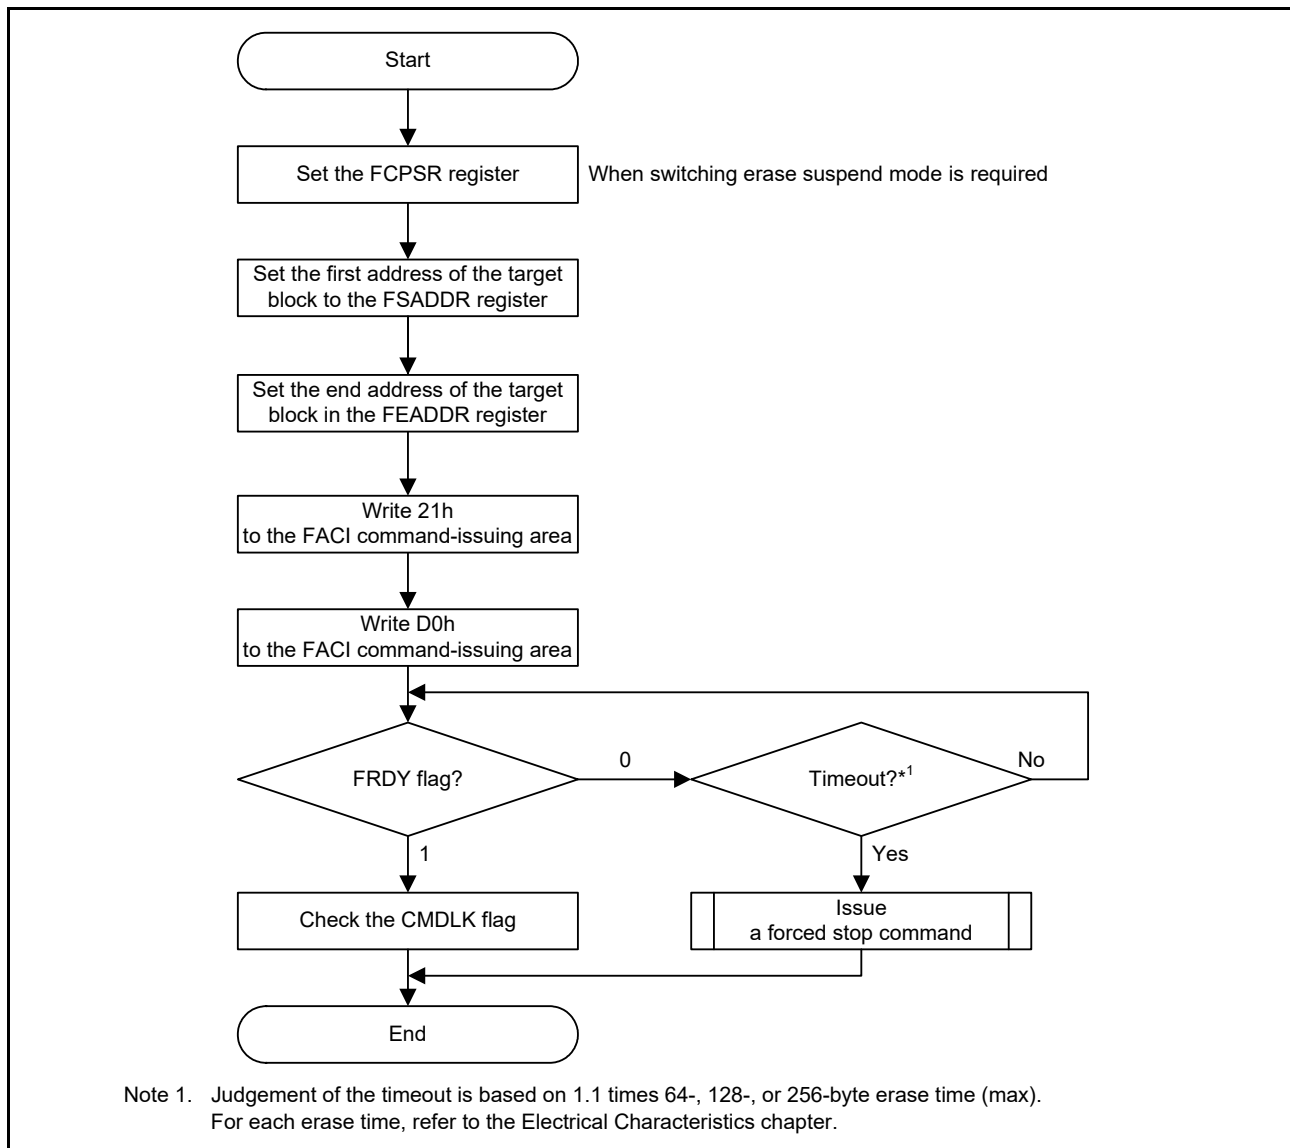 Start
Set the FCPSR register
When switching erase suspend mode is required
Set the first address of the target
block to the FSADDR register
Set the end address of the target
block in the FEADDR register
Write 21h
to the FACI command-issuing area
Write D0h
to the FACI command-issuing area
FRDY flag?
0
Timeout?*1
No
1
Yes
Check the CMDLK flag
Issue
a forced stop command
End
Note 1. Judgement of the timeout is based on 1.1 times 64-, 128-, or 256-byte erase time (max).
For each erase time, refer to the Electrical Characteristics chapter.